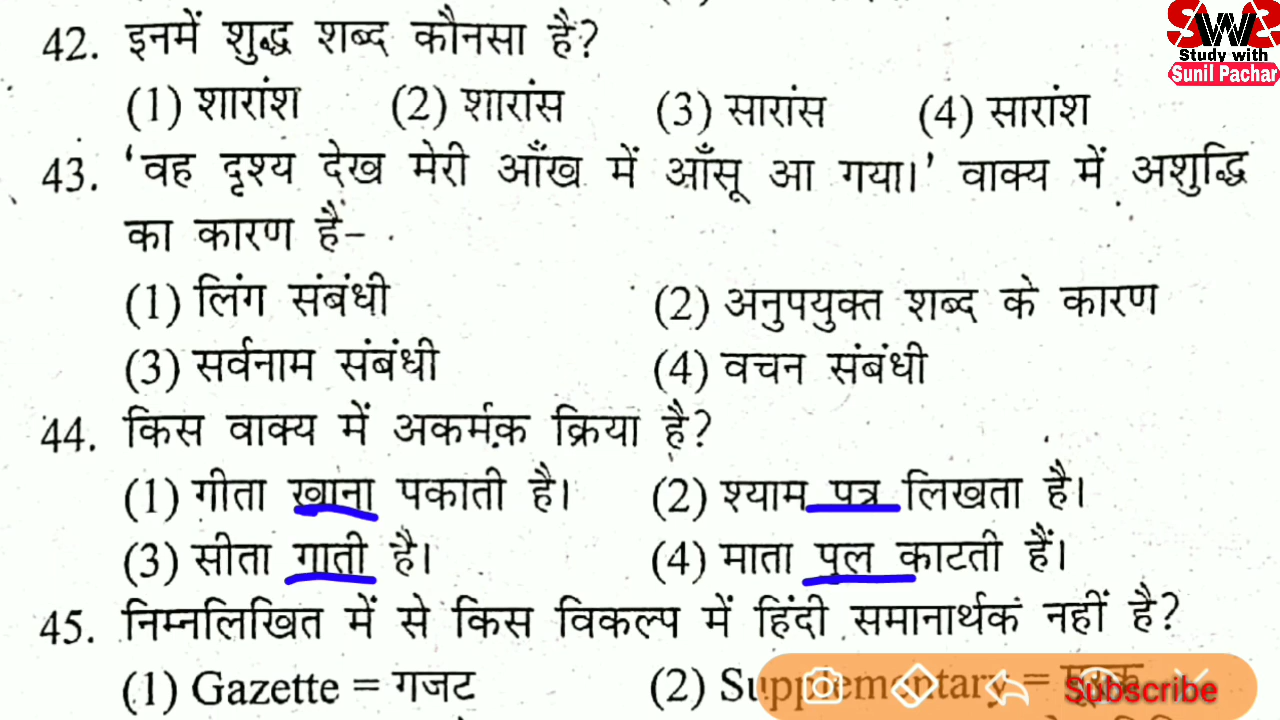 SWS
Study with
Sunil Pachar
42. इनमें शुद्ध शब्द कौनसा है?
(1) शारांश (2) शारांस (3) सारांस (4) सारांश
43. 'वह दृश्य देख मेरी आँख में आँसू आ गया।' वाक्य में अशुद्धि
का कारण है–
(1) लिंग संबंधी (2) अनुपयुक्त शब्द के कारण
(3) सर्वनाम संबंधी (4) वचन संबंधी
44. किस वाक्य में अकर्मक क्रिया है?
(1) गीता खाना पकाती है। (2) श्याम पत्र लिखता है।
(3) सीता गाती है। (4) माता पुल काटती हैं।
45. निम्नलिखित में से किस विकल्प में हिंदी समानार्थक नहीं है?
(1) Gazette = गजट (2) Supplementary =
Subscribe